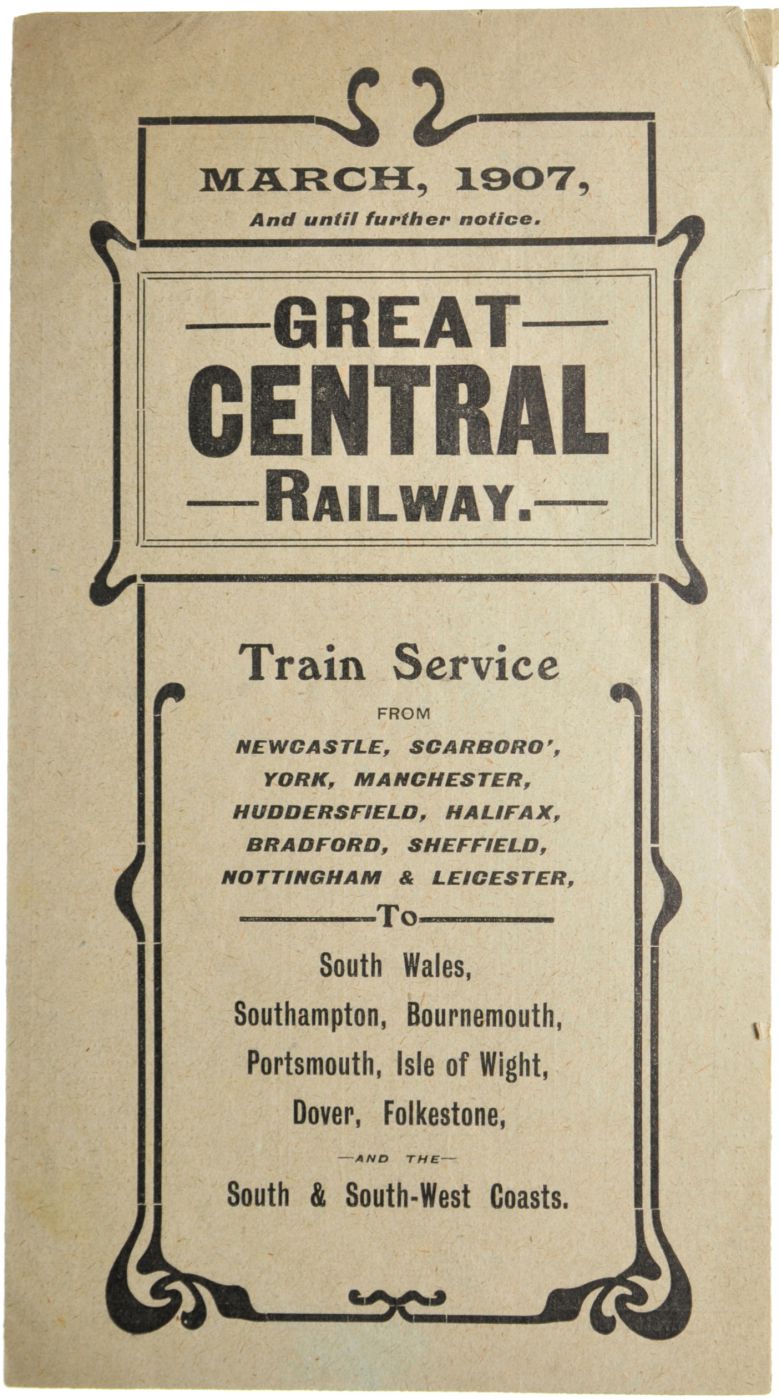 MARCH, 1907,
And until further notice.
GREAT
CENTRAL
RAILWAY.
Train Service
FROM
NEWCASTLE, SCARBORO',
YORK, MANCHESTER,
HUDDERSFIELD, HALIFAX,
BRADFORD, SHEFFIELD,
NOTTINGHAM & LEICESTER,
To
South Wales,
Southampton, Bournemouth,
Portsmouth, Isle of Wight,
Dover, Folkestone,
—AND THE—
South & South-West Coasts.